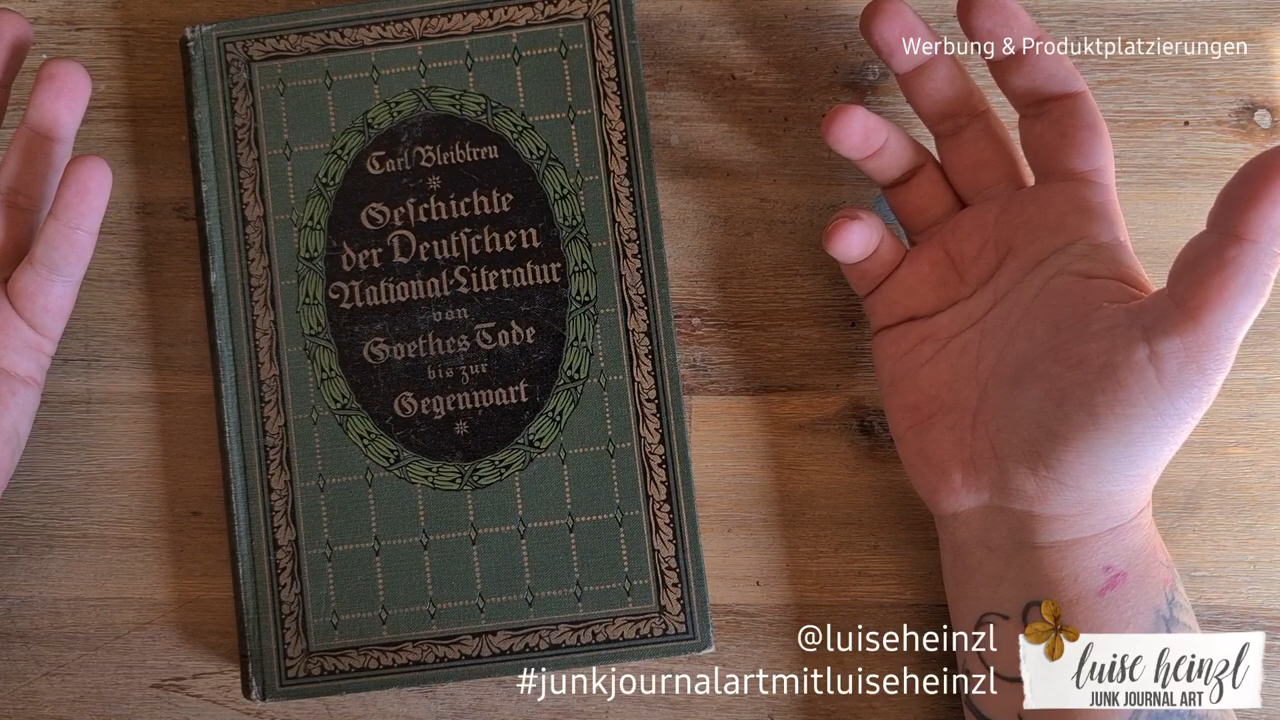 Werbung & Produktplatzierungen
Carl Bleibtreu
Geſchichte
der Deutſchen
National-Literatur
von
Goethes Tode
bis zur
Gegenwart
@luiseheinzl
#junkjournalartmitluiseheinzl
luise heinzl
JUNK JOURNAL ART